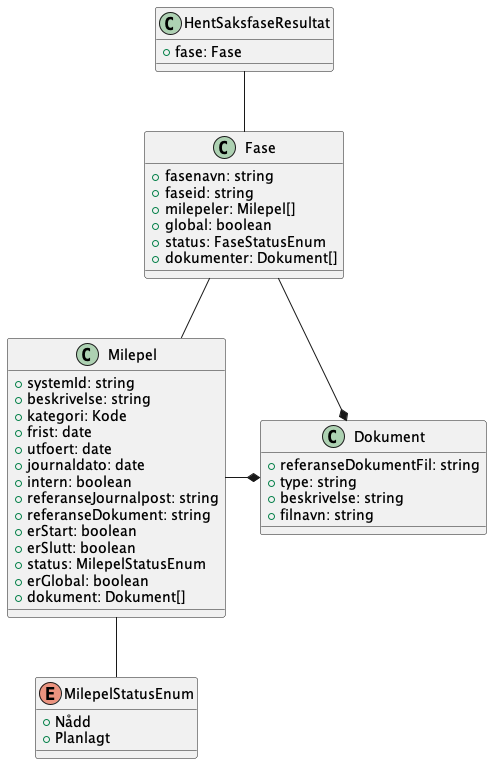 C HentSaksfaseResultat
fase: Fase
C Fase
fasenavn: string
faseid: string
milepeler: Milepel[]
global: boolean
status: FaseStatusEnum
dokumenter: Dokument[]
C Milepel
systemId: string
beskrivelse: string
kategori: Kode
frist: date
utfoert: date
journaldato: date
intern: boolean
referanseJournalpost: string
referanseDokument: string
erStart: boolean
erSlutt: boolean
status: MilepelStatusEnum
erGlobal: boolean
dokument: Dokument[]
C Dokument
referanseDokumentFil: string
type: string
beskrivelse: string
filnavn: string
E MilepelStatusEnum
Nådd
Planlagt